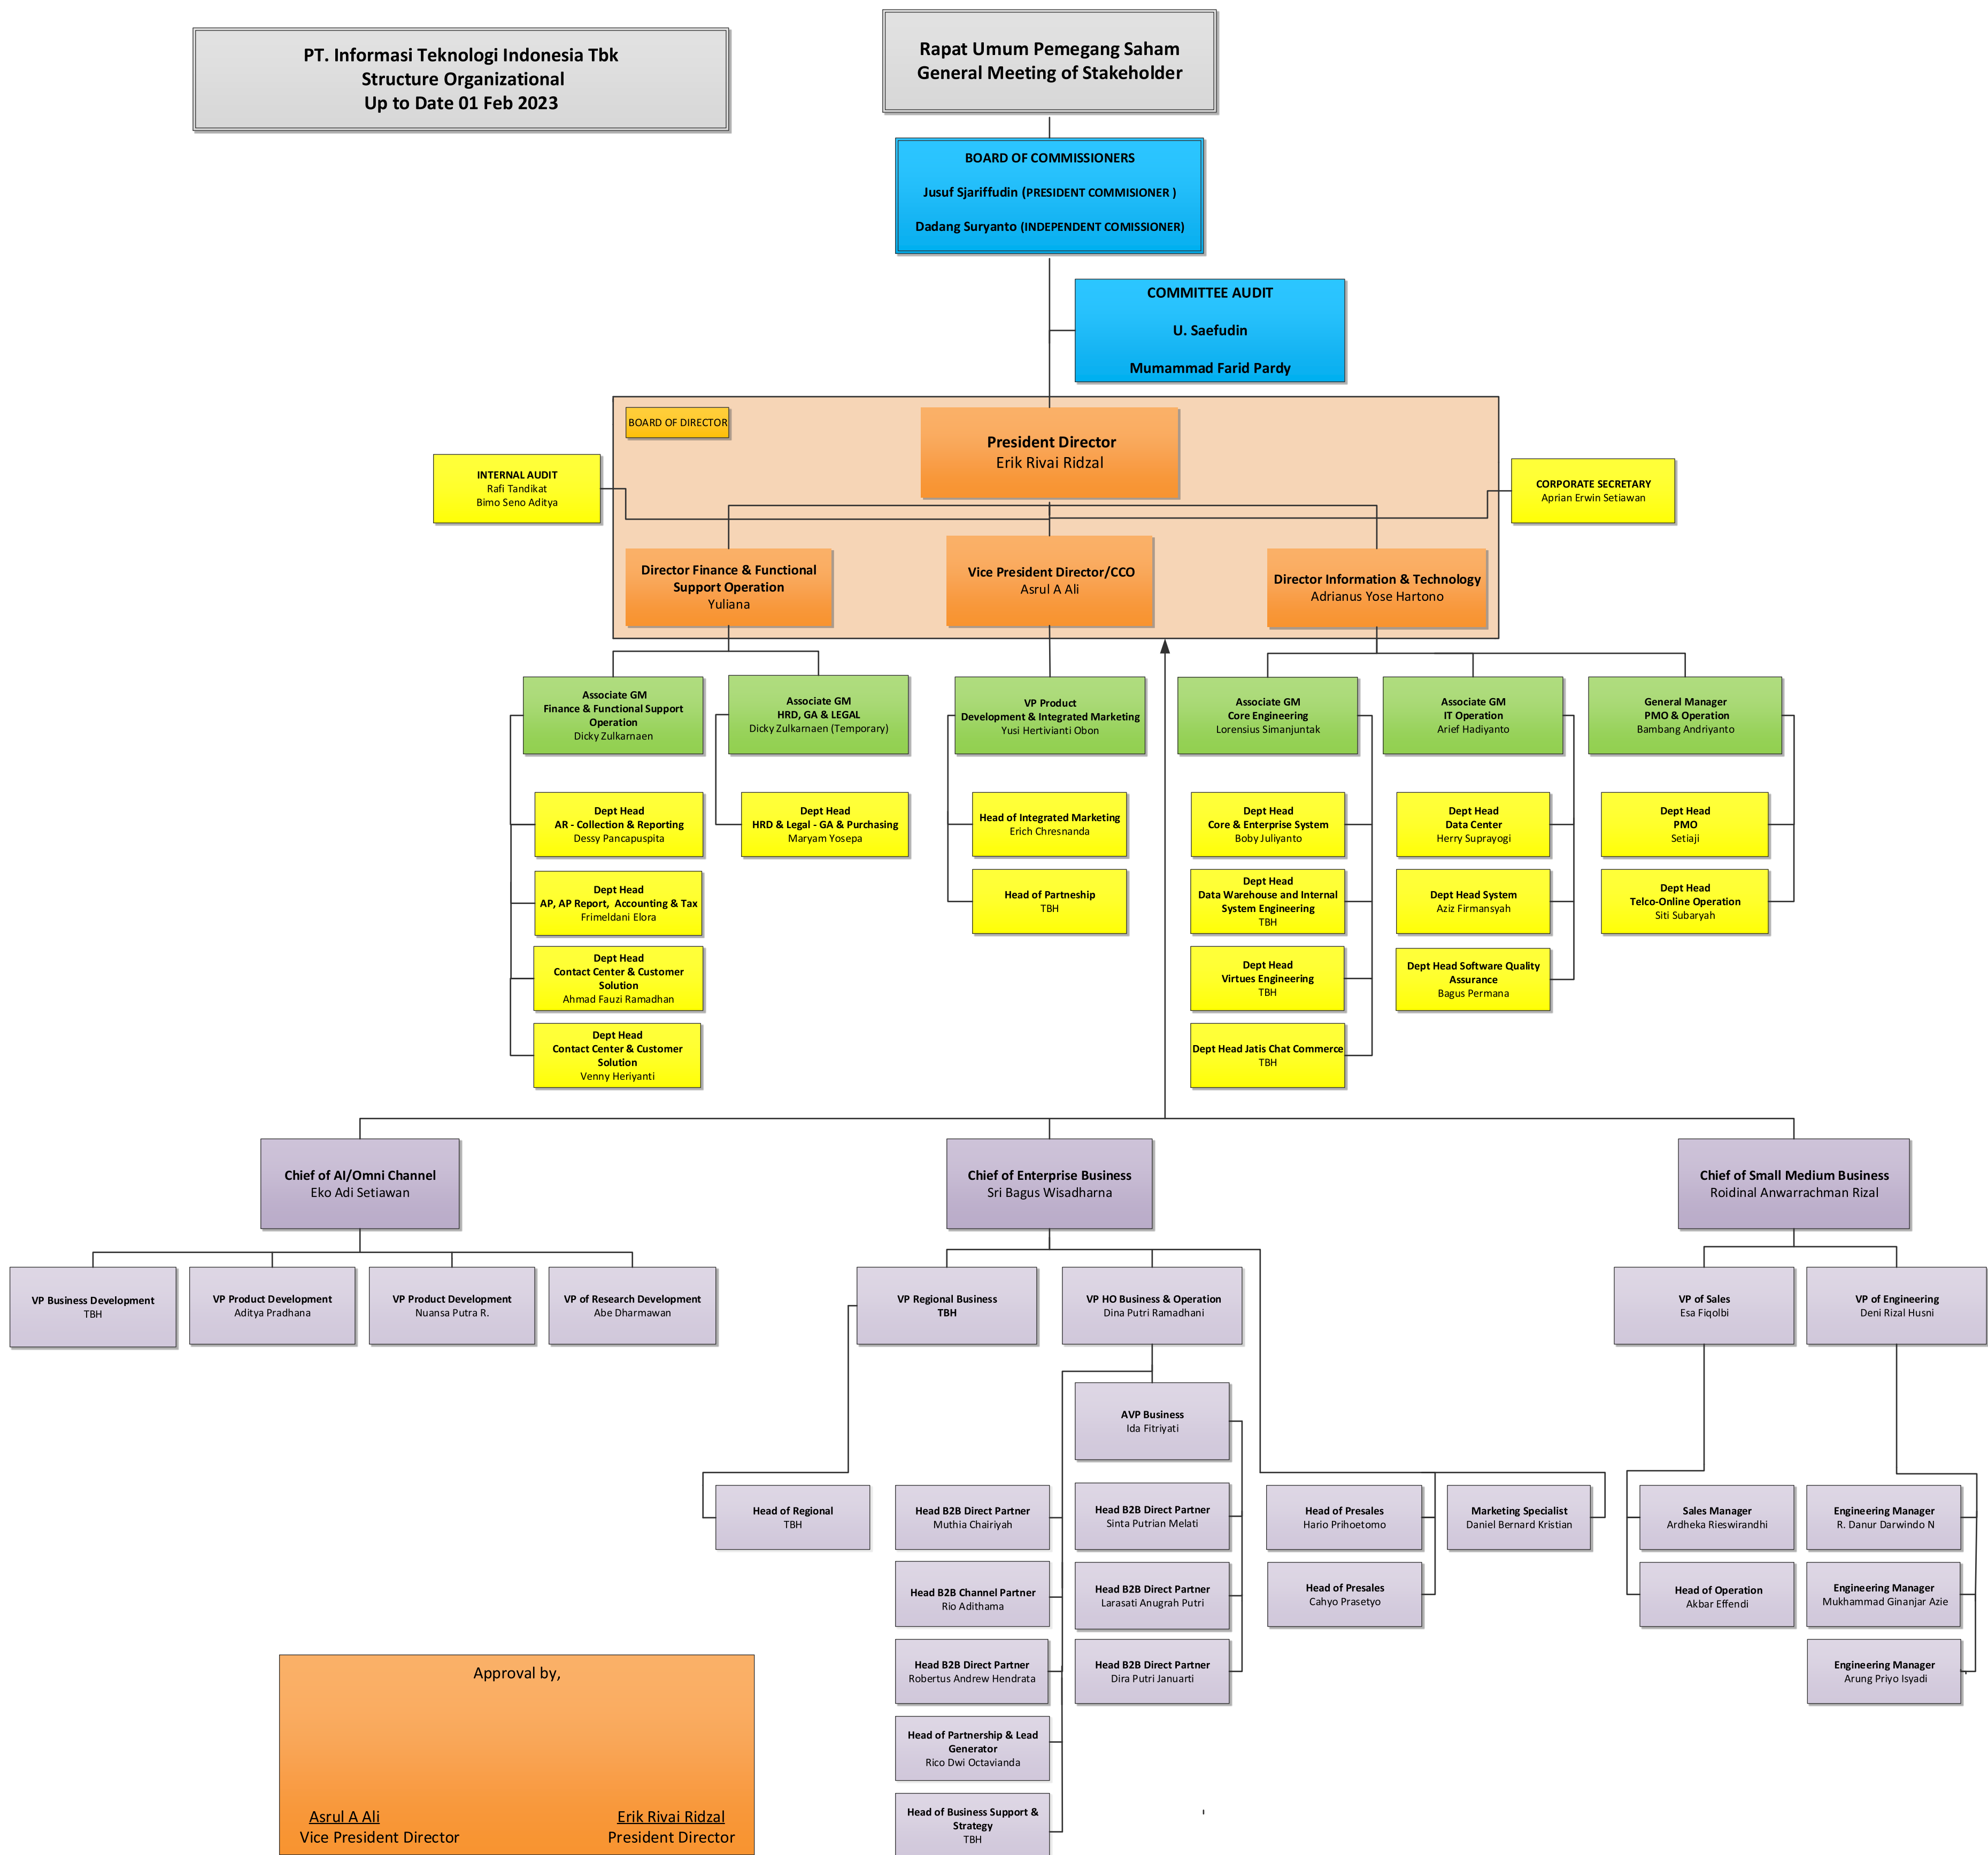 PT. Informasi Teknologi Indonesia Tbk
Structure Organizational
Up to Date 01 Feb 2023
Rapat Umum Pemegang Saham
General Meeting of Stakeholder
BOARD OF COMMISSIONERS
Jusuf Sjariffudin (PRESIDENT COMMISIONER )
Dadang Suryanto (INDEPENDENT COMISSIONER)
COMMITTEE AUDIT
U. Saefudin
Mumammad Farid Pardy
BOARD OF DIRECTOR
President Director
Erik Rivai Ridzal
INTERNAL AUDIT
Rafi Tandikat
Bimo Seno Aditya
CORPORATE SECRETARY
Aprian Erwin Setiawan
Director Finance & Functional
Support Operation
Yuliana
Vice President Director/CCO
Asrul A Ali
Director Information & Technology
Adrianus Yose Hartono
Associate GM
Finance & Functional Support
Operation
Dicky Zulkarnaen
Associate GM
HRD, GA & LEGAL
Dicky Zulkarnaen (Temporary)
VP Product
Development & Integrated Marketing
Yusi Hertivianti Obon
Associate GM
Core Engineering
Lorensius Simanjuntak
Associate GM
IT Operation
Arief Hadiyanto
General Manager
PMO & Operation
Bambang Andriyanto
Dept Head
AR - Collection & Reporting
Dessy Pancapuspita
Dept Head
HRD & Legal - GA & Purchasing
Maryam Yosepa
Head of Integrated Marketing
Erich Chresnanda
Dept Head
Core & Enterprise System
Boby Juliyanto
Dept Head
Data Center
Herry Suprayogi
Dept Head
PMO
Setiaji
Dept Head
AP, AP Report,  Accounting & Tax
Frimeldani Elora
Head of Partneship
TBH
Dept Head
Data Warehouse and Internal
System Engineering
TBH
Dept Head System
Aziz Firmansyah
Dept Head
Telco-Online Operation
Siti Subaryah
Dept Head
Contact Center & Customer
Solution
Ahmad Fauzi Ramadhan
Dept Head
Virtues Engineering
TBH
Dept Head Software Quality
Assurance
Bagus Permana
Dept Head
Contact Center & Customer
Solution
Venny Heriyanti
Dept Head Jatis Chat Commerce
TBH
Chief of AI/Omni Channel
Eko Adi Setiawan
Chief of Enterprise Business
Sri Bagus Wisadharna
Chief of Small Medium Business
Roidinal Anwarrachman Rizal
VP Business Development
TBH
VP Product Development
Aditya Pradhana
VP Product Development
Nuansa Putra R.
VP of Research Development
Abe Dharmawan
VP Regional Business
TBH
VP HO Business & Operation
Dina Putri Ramadhani
VP of Sales
Esa Fiqolbi
VP of Engineering
Deni Rizal Husni
AVP Business
Ida Fitriyati
Head of Regional
TBH
Head B2B Direct Partner
Muthia Chairiyah
Head B2B Direct Partner
Sinta Putrian Melati
Head of Presales
Hario Prihoetomo
Marketing Specialist
Daniel Bernard Kristian
Sales Manager
Ardheka Rieswirandhi
Engineering Manager
R. Danur Darwindo N
Head B2B Channel Partner
Rio Adithama
Head B2B Direct Partner
Larasati Anugrah Putri
Head of Presales
Cahyo Prasetyo
Head of Operation
Akbar Effendi
Engineering Manager
Mukhammad Ginanjar Azie
Head B2B Direct Partner
Robertus Andrew Hendrata
Head B2B Direct Partner
Dira Putri Januarti
Engineering Manager
Arung Priyo Isyadi
Head of Partnership & Lead
Generator
Rico Dwi Octavianda
Head of Business Support &
Strategy
TBH
Approval by,
Asrul A Ali
Vice President Director
Erik Rivai Ridzal
President Director